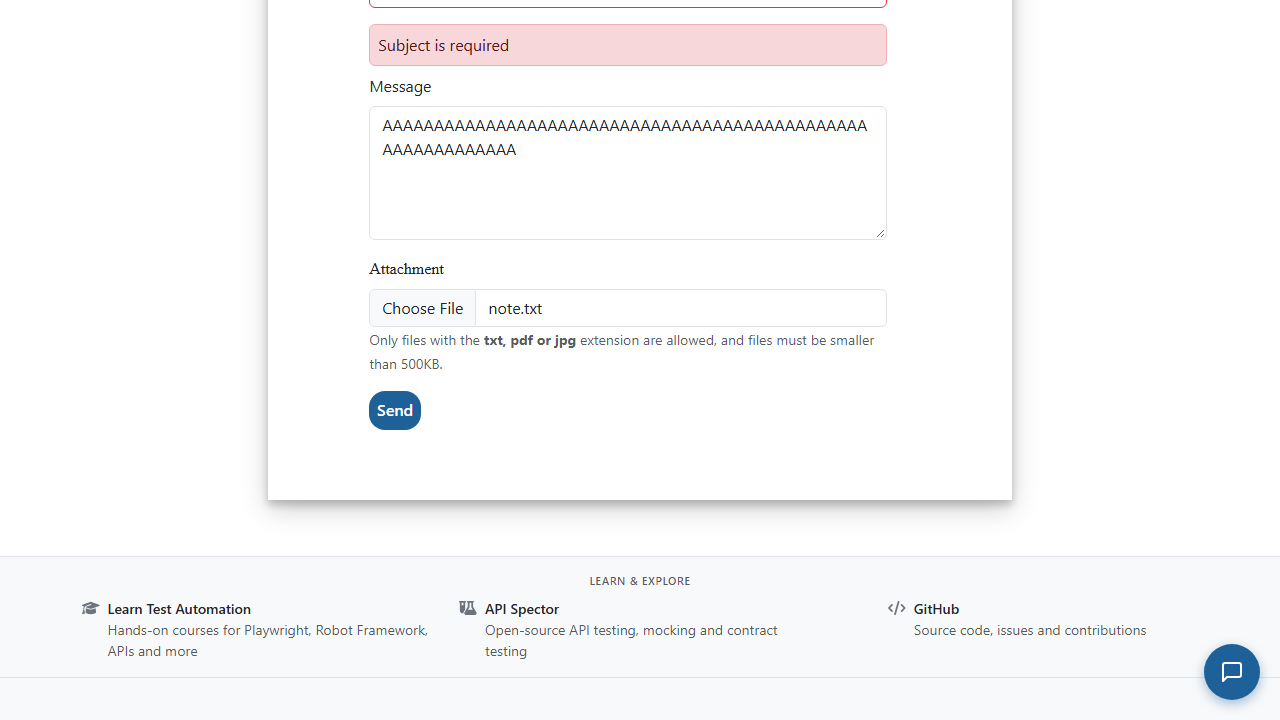 Subject is required
Message
AAAAAAAAAAAAAAAAAAAAAAAAAAAAAAAAAAAAAAAAAAAAAAA
AAAAAAAAAAAAA
Attachment
Choose File note.txt
Only files with the txt, pdf or jpg extension are allowed, and files must be smaller
than 500KB.
Send
LEARN & EXPLORE
Learn Test Automation
Hands-on courses for Playwright, Robot Framework,
APIs and more
API Spector
Open-source API testing, mocking and contract
testing
GitHub
Source code, issues and contributions